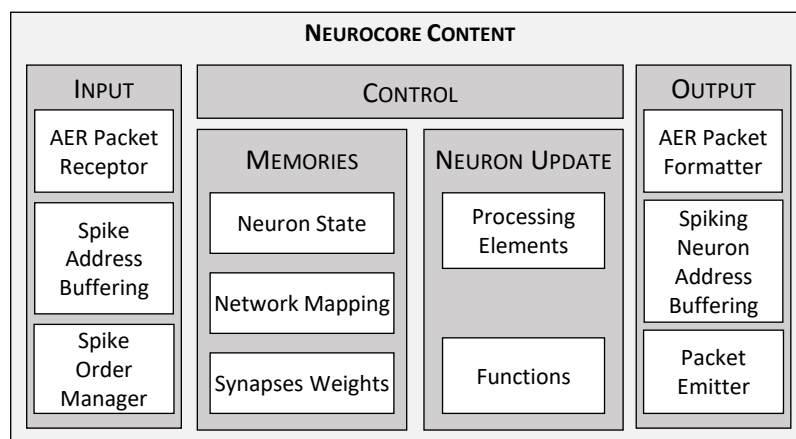 NEUROCORE CONTENT
INPUT
AER Packet
Receptor
Spike
Address
Buffering
Spike
Order
Manager
CONTROL
MEMORIES
Neuron State
Network Mapping
Synapses Weights
NEURON UPDATE
Processing
Elements
Functions
OUTPUT
AER Packet
Formatter
Spiking
Neuron
Address
Buffering
Packet
Emitter